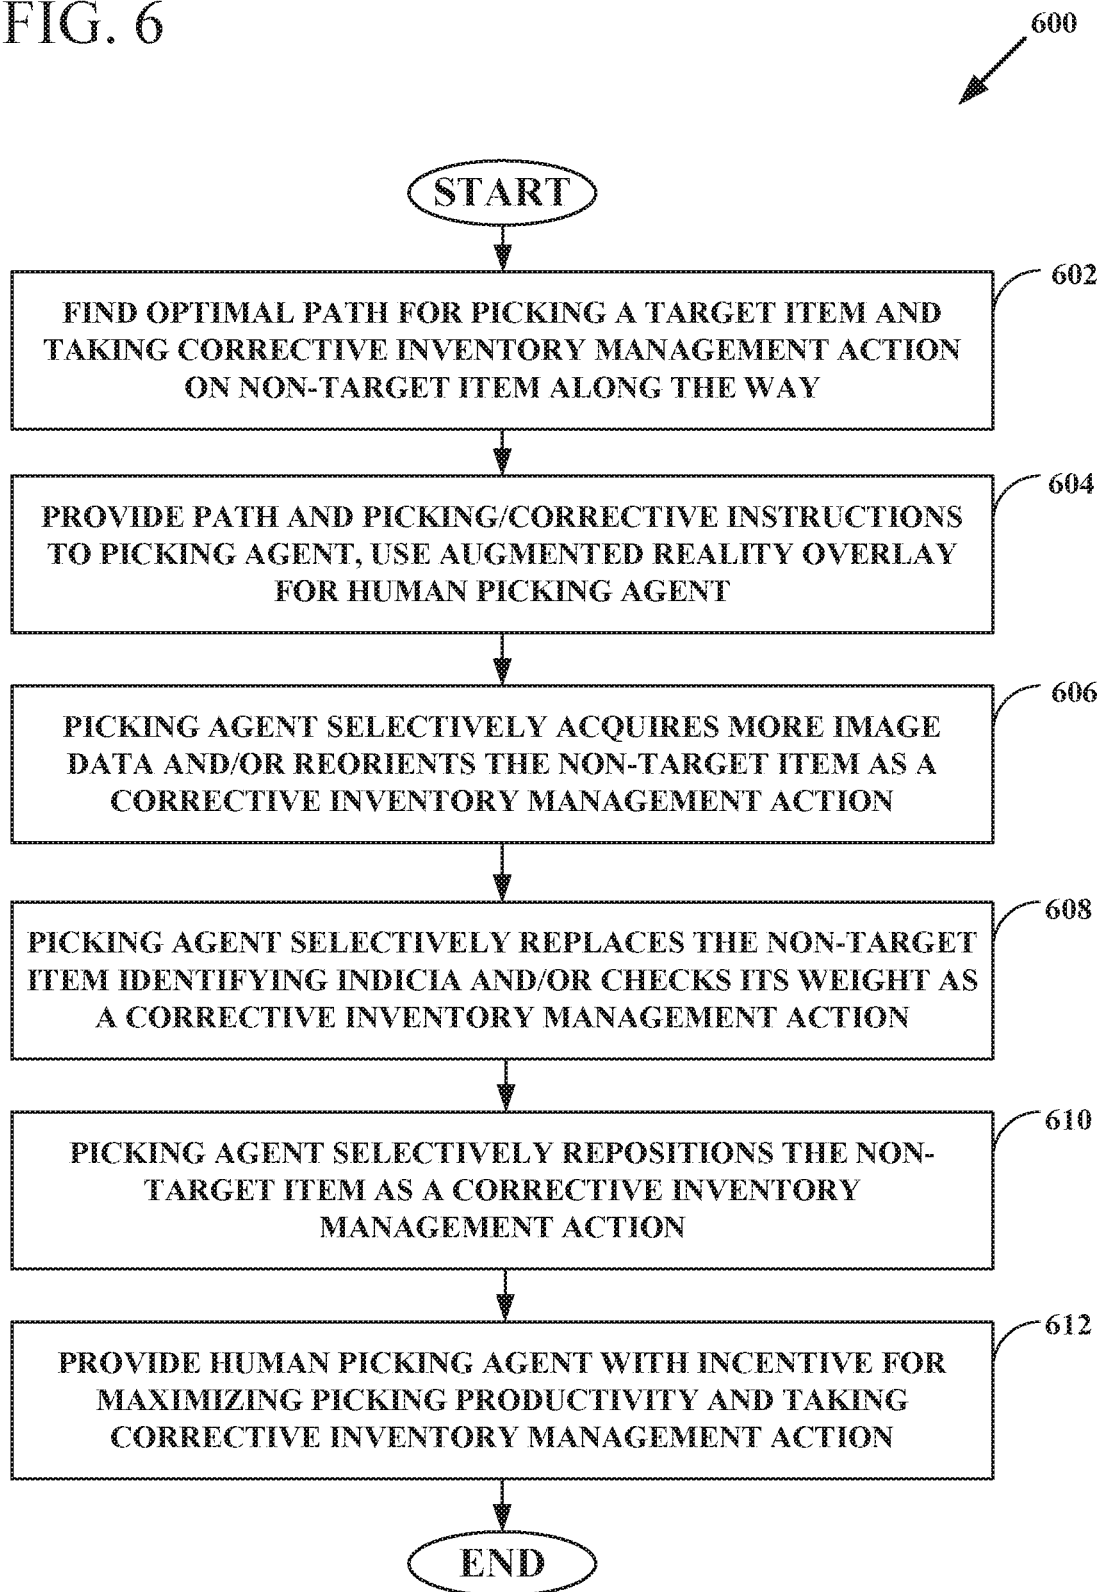 FIG. 6
600
START
602
FIND OPTIMAL PATH FOR PICKING A TARGET ITEM AND
TAKING CORRECTIVE INVENTORY MANAGEMENT ACTION
ON NON-TARGET ITEM ALONG THE WAY
604
PROVIDE PATH AND PICKING/CORRECTIVE INSTRUCTIONS
TO PICKING AGENT, USE AUGMENTED REALITY OVERLAY
FOR HUMAN PICKING AGENT
606
PICKING AGENT SELECTIVELY ACQUIRES MORE IMAGE
DATA AND/OR REORIENTS THE NON-TARGET ITEM AS A
CORRECTIVE INVENTORY MANAGEMENT ACTION
608
PICKING AGENT SELECTIVELY REPLACES THE NON-TARGET
ITEM IDENTIFYING INDICIA AND/OR CHECKS ITS WEIGHT AS
A CORRECTIVE INVENTORY MANAGEMENT ACTION
610
PICKING AGENT SELECTIVELY REPOSITIONS THE NON-
TARGET ITEM AS A CORRECTIVE INVENTORY
MANAGEMENT ACTION
612
PROVIDE HUMAN PICKING AGENT WITH INCENTIVE FOR
MAXIMIZING PICKING PRODUCTIVITY AND TAKING
CORRECTIVE INVENTORY MANAGEMENT ACTION
END